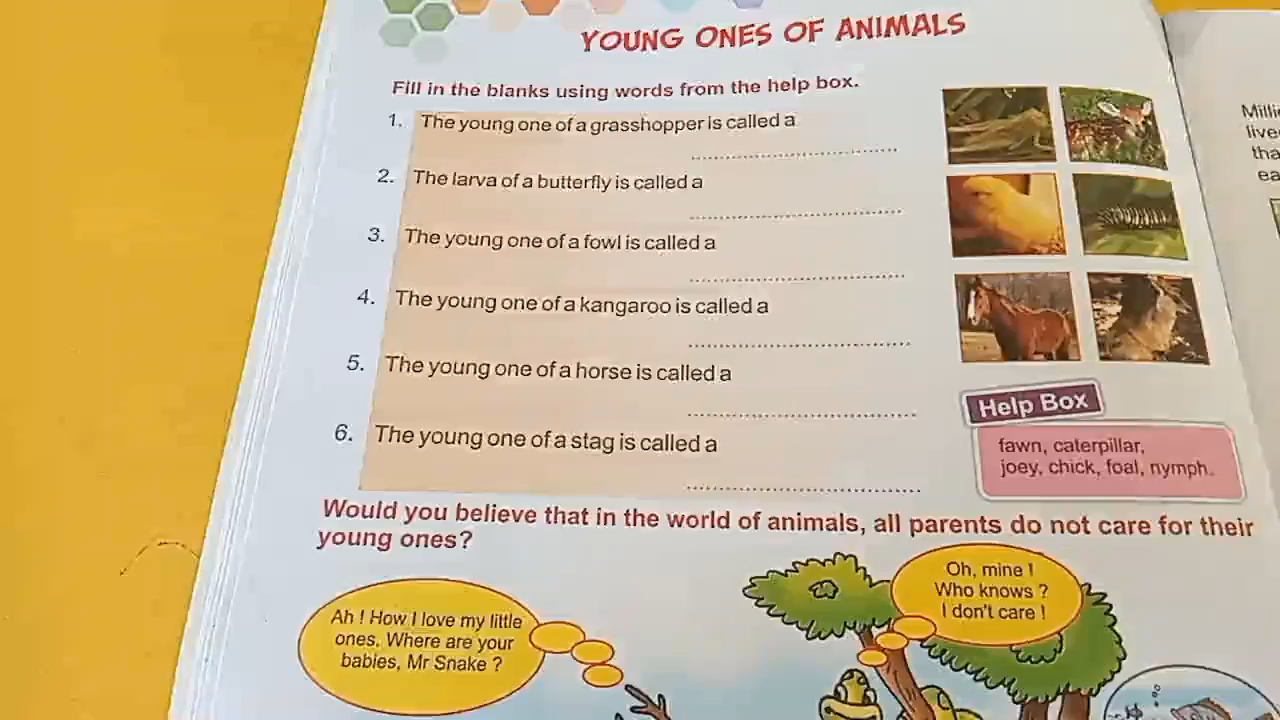 YOUNG ONES OF ANIMALS
Fill in the blanks using words from the help box.
1. The young one of a grasshopper is called a
2. The larva of a butterfly is called a
3. The young one of a fowl is called a
4. The young one of a kangaroo is called a
5. The young one of a horse is called a
6. The young one of a stag is called a
Help Box
fawn, caterpillar,
joey, chick, foal, nymph.
Would you believe that in the world of animals, all parents do not care for their
young ones?
Ah ! How I love my little
ones. Where are your
babies, Mr Snake ?
Oh, mine !
Who knows ?
I don't care !